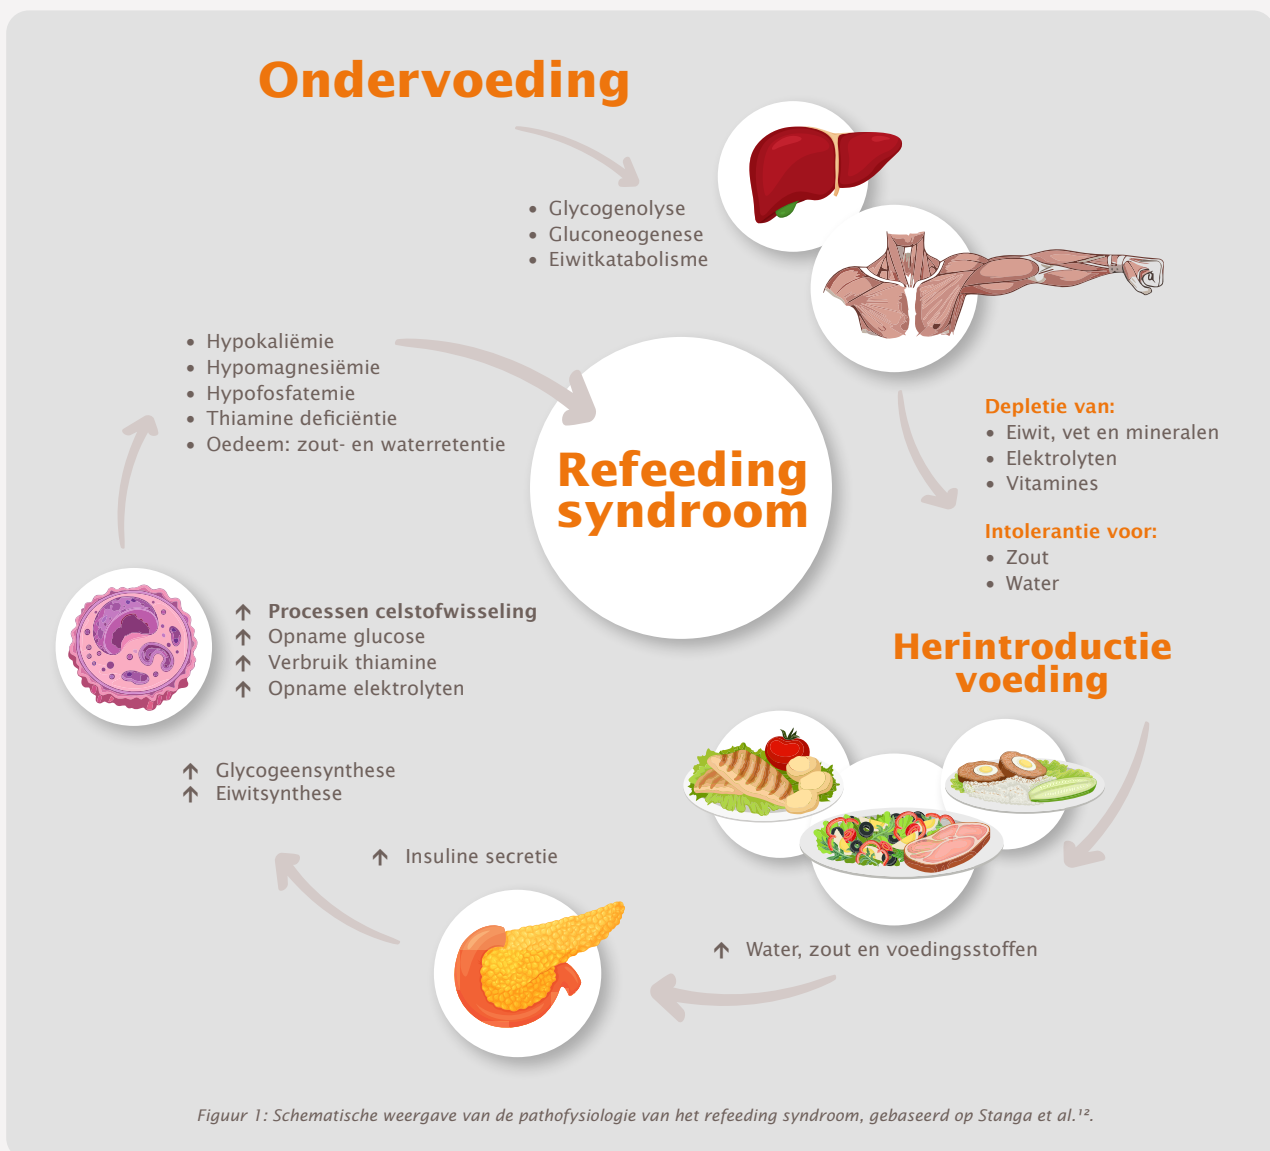 Ondervoeding
• Glycogenolyse
• Gluconeogenese
• Eiwitkatabolisme
• Hypokaliëmie
• Hypomagnesiëmie
• Hypofosfatemie
• Thiamine deficiëntie
• Oedeem: zout- en waterretentie
Refeeding
syndroom
Depletie van:
• Eiwit, vet en mineralen
• Elektrolyten
• Vitamines
Intolerantie voor:
• Zout
• Water
Herintroductie
voeding
↑ Processen celstofwisseling
↑ Opname glucose
↑ Verbruik thiamine
↑ Opname elektrolyten
↑ Glycogeensynthese
↑ Eiwitsynthese
↑ Insuline secretie
↑ Water, zout en voedingsstoffen
Figuur 1: Schematische weergave van de pathofysiologie van het refeeding syndroom, gebaseerd op Stanga et al.¹².